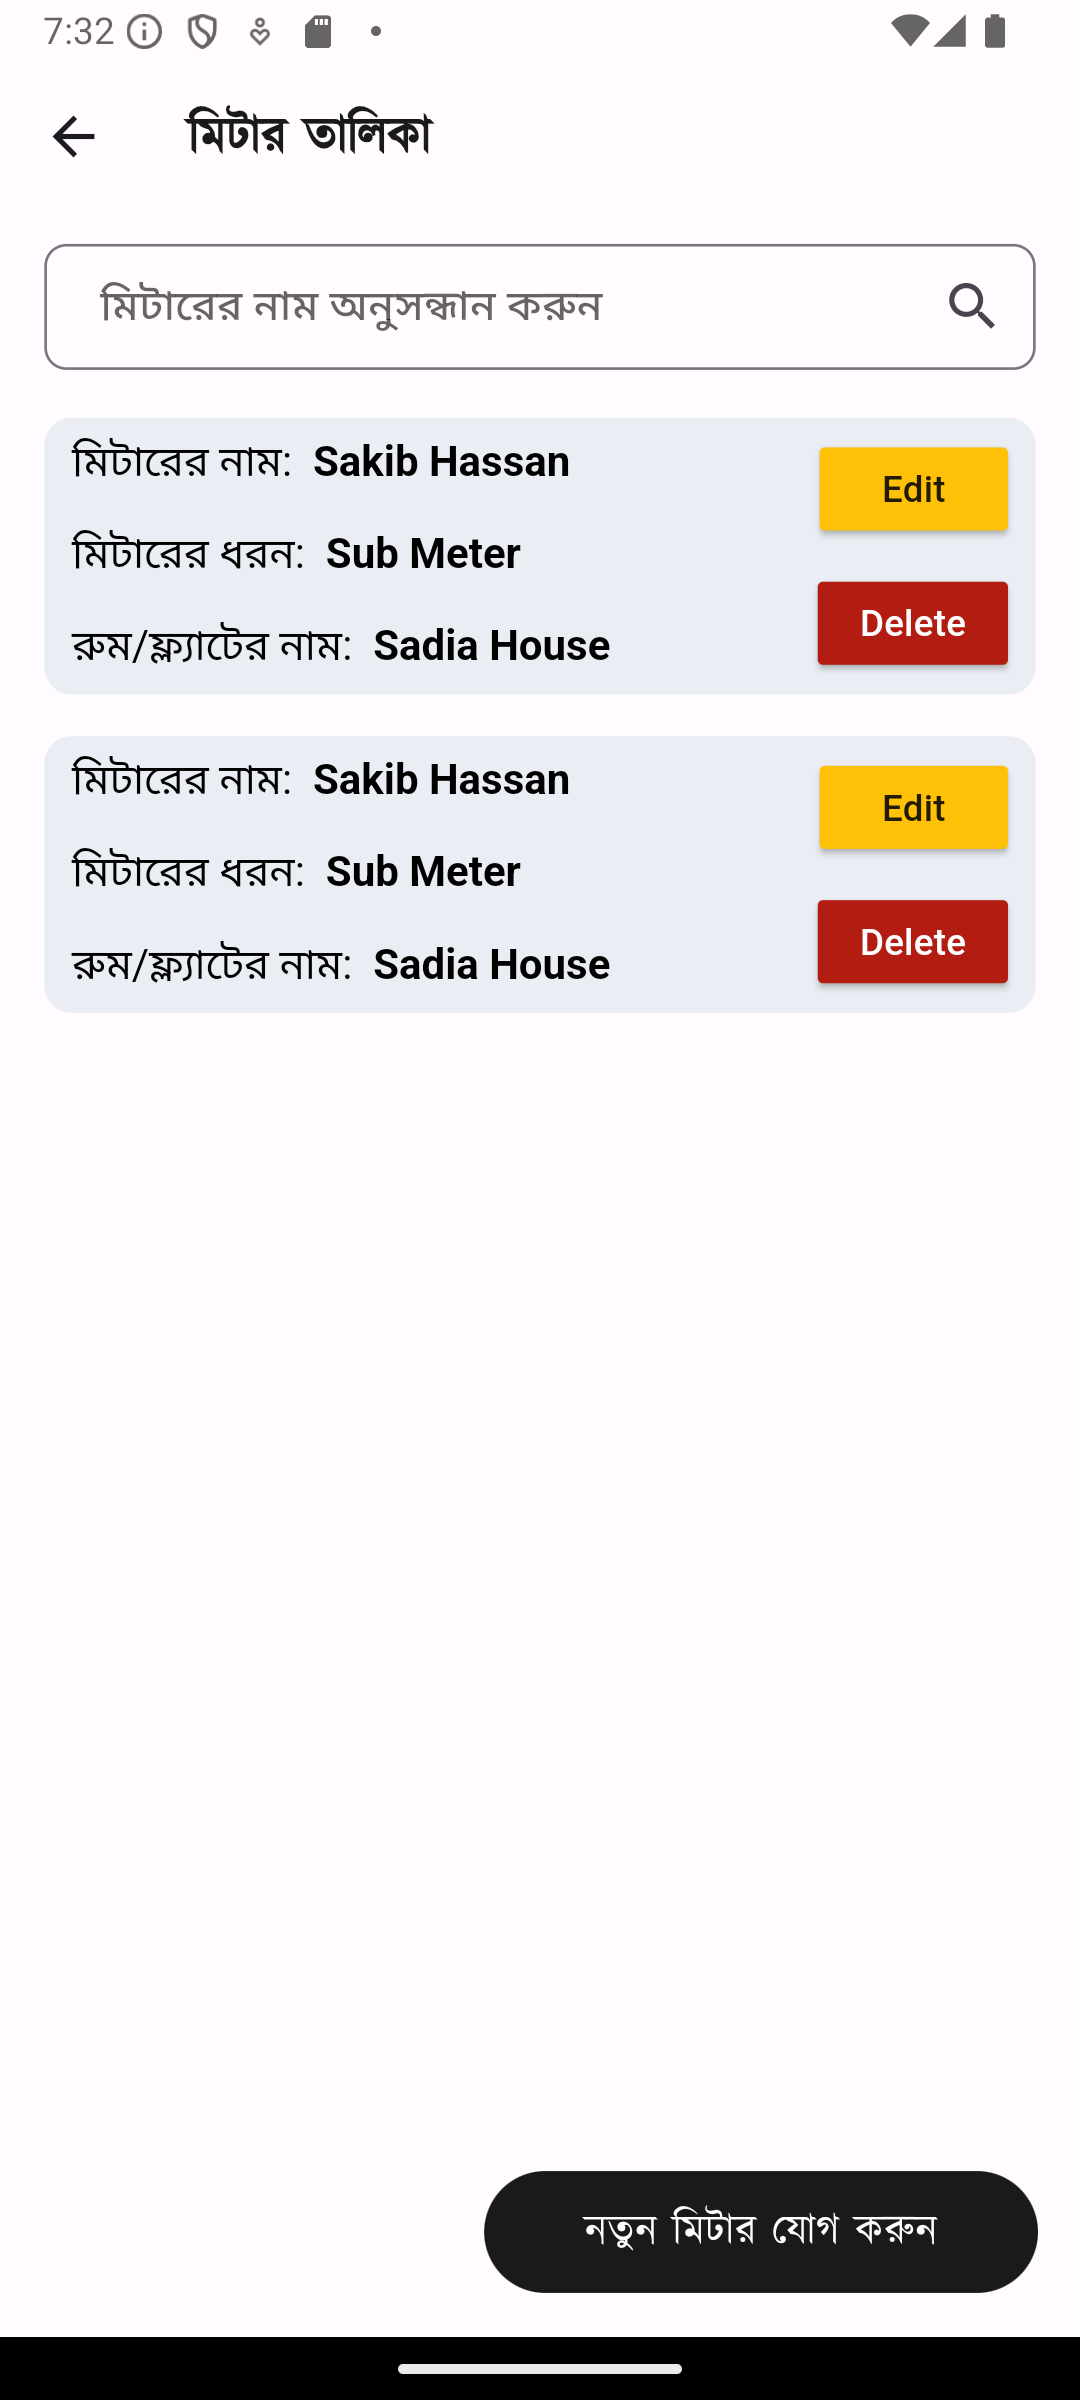 7:32
মিটার তালিকা
মিটারের নাম অনুসন্ধান করুন
মিটারের নাম: Sakib Hassan
Edit
মিটারের ধরন: Sub Meter
Delete
রুম/ফ্ল্যাটের নাম: Sadia House
মিটারের নাম: Sakib Hassan
Edit
মিটারের ধরন: Sub Meter
Delete
রুম/ফ্ল্যাটের নাম: Sadia House
নতুন মিটার যোগ করুন